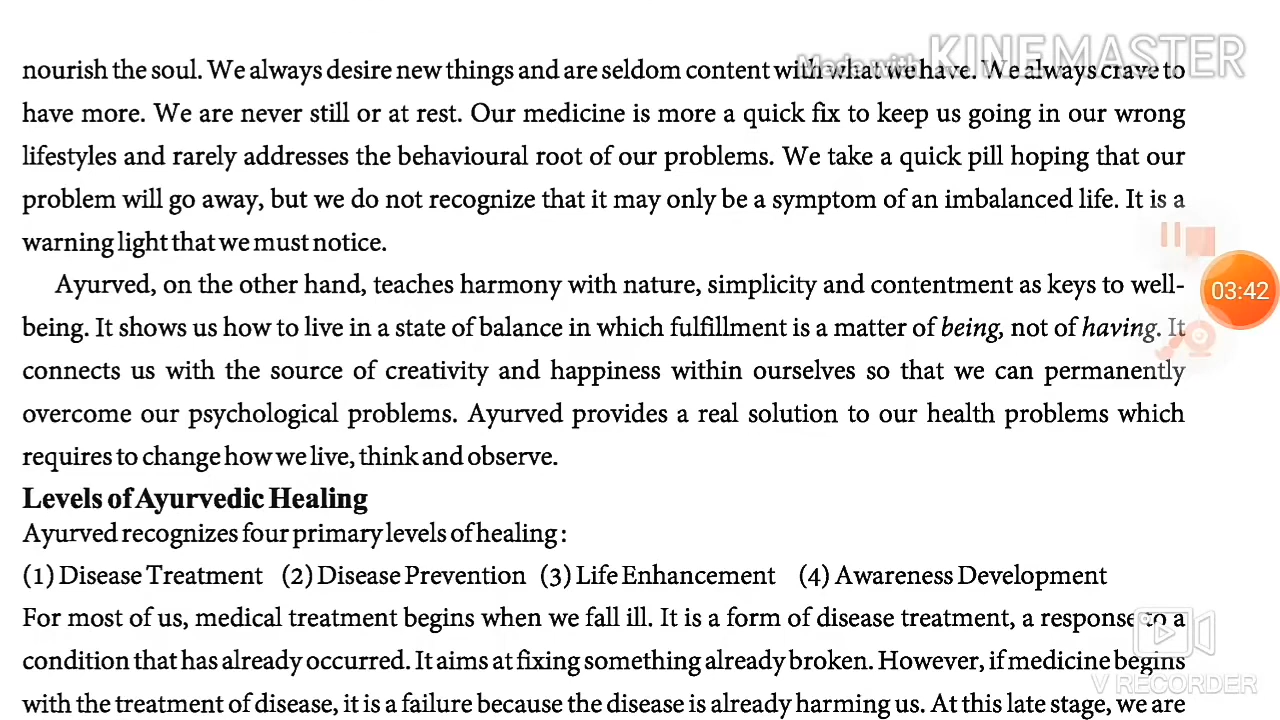 Made with KINEMASTER
nourish the soul. We always desire new things and are seldom content with what we have. We always crave to
have more. We are never still or at rest. Our medicine is more a quick fix to keep us going in our wrong
lifestyles and rarely addresses the behavioural root of our problems. We take a quick pill hoping that our
problem will go away, but we do not recognize that it may only be a symptom of an imbalanced life. It is a
warning light that we must notice.
Ayurved, on the other hand, teaches harmony with nature, simplicity and contentment as keys to well-
03:42
being. It shows us how to live in a state of balance in which fulfillment is a matter of being, not of having. It
connects us with the source of creativity and happiness within ourselves so that we can permanently
overcome our psychological problems. Ayurved provides a real solution to our health problems which
requires to change how we live, think and observe.
Levels of Ayurvedic Healing
Ayurved recognizes four primary levels of healing :
(1) Disease Treatment (2) Disease Prevention (3) Life Enhancement (4) Awareness Development
For most of us, medical treatment begins when we fall ill. It is a form of disease treatment, a response to a
condition that has already occurred. It aims at fixing something already broken. However, if medicine begins
V RECORDER
with the treatment of disease, it is a failure because the disease is already harming us. At this late stage, we are